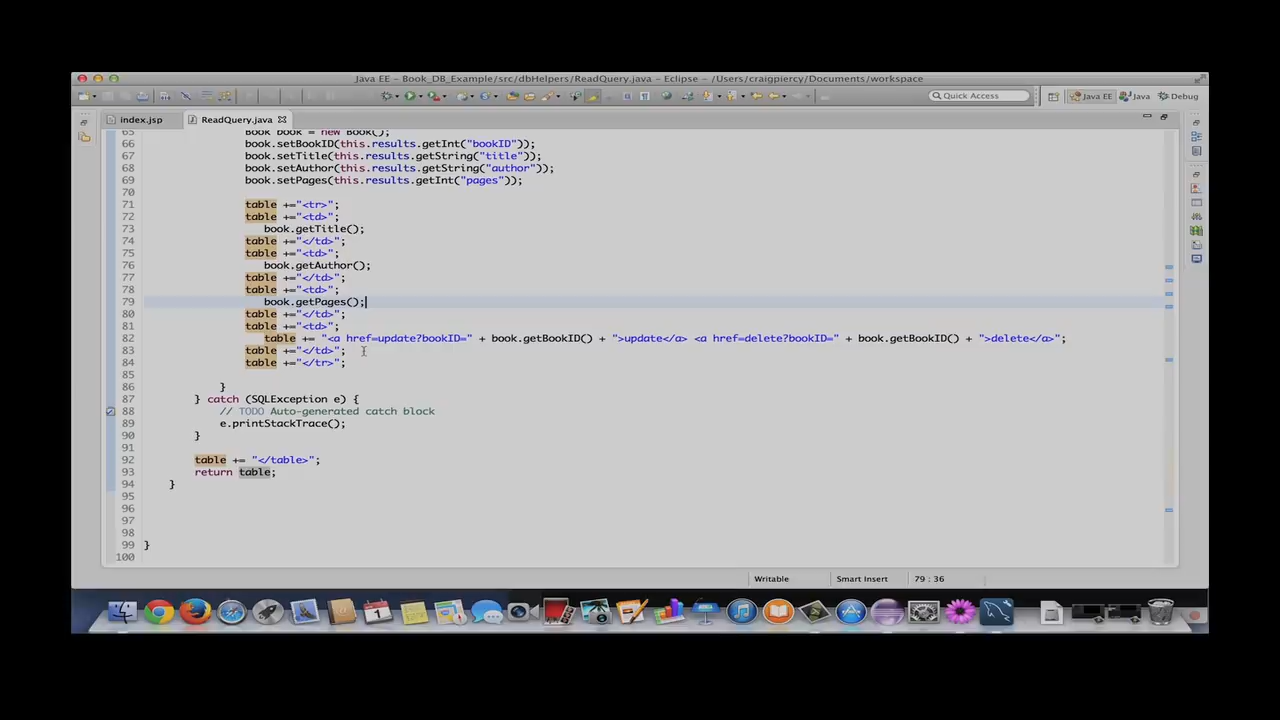 Java EE - Book_DB_Example/src/dbHelpers/ReadQuery.java - Eclipse - /Users/craigpiercy/Documents/workspace
Quick Access
Java EE
Java
Debug
index.jsp
ReadQuery.java
65 Book book = new Book();
66 book.setBookID(this.results.getInt("bookID"));
67 book.setTitle(this.results.getString("title"));
68 book.setAuthor(this.results.getString("author"));
69 book.setPages(this.results.getInt("pages"));
70
71 table +="<tr>";
72 table +="<td>";
73 book.getTitle();
74 table +="</td>";
75 table +="<td>";
76 book.getAuthor();
77 table +="</td>";
78 table +="<td>";
79 book.getPages();
80 table +="</td>";
81 table +="<td>";
82 table += "<a href=update?bookID=" + book.getBookID() + ">update</a> <a href=delete?bookID=" + book.getBookID() + ">delete</a>";
83 table +="</td>";
84 table +="</tr>";
85
86 }
87 } catch (SQLException e) {
88 // TODO Auto-generated catch block
89 e.printStackTrace();
90 }
91
92 table += "</table>";
93 return table;
94 }
95
96
97
98
99 }
100
Writable
Smart Insert
79 : 36